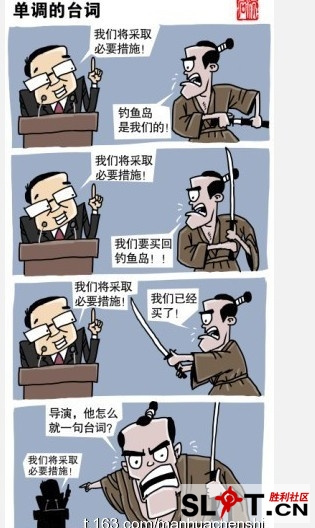 单调的台词
我们将采取
必要措施！
钓鱼岛
是我们的！
我们将采取
必要措施！
我们要买回
钓鱼岛！！
我们将采取
必要措施！
我们已经
买了！
导演，他怎么
就一句台词？
我们将采取
必要措施！
胜利社区
SL★T.CN
t.163.com/manhuachenshi